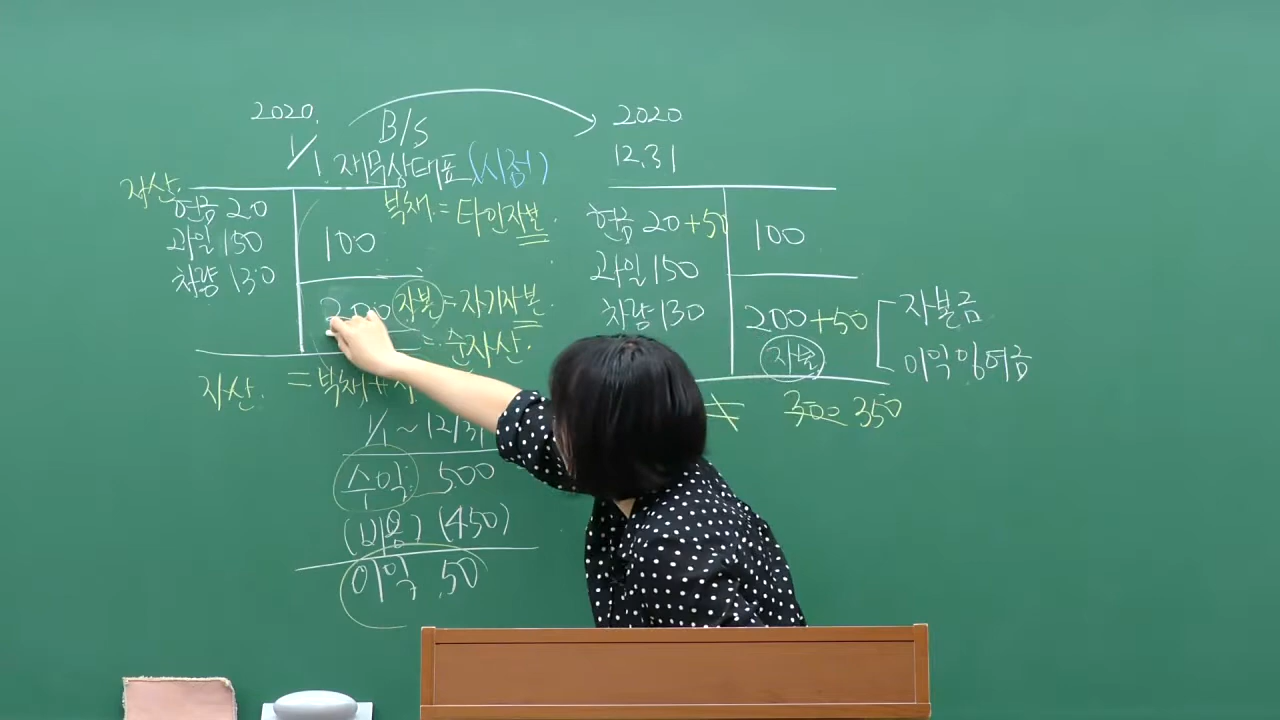 2020.
1/1.
B/S
재무상태표 (시점)
자산
현금 20
과일 150
차량 130
부채 = 타인자본.
100
200 자본 = 자기자본.
= 순자산.
자산. = 부채 +
1/1 ~ 12/31
수익 500
(비용) (450)
이익 50
2020
12.31
현금 20+50
과일 150
차량 130
100
200+50
자본
자본금
이익잉여금
350